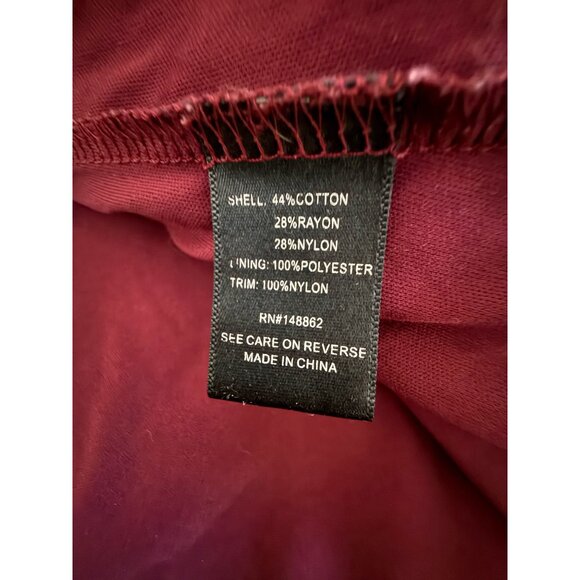 SHELL: 44%COTTON
28%RAYON
28%NYLON
LINING: 100%POLYESTER
TRIM: 100%NYLON
RN#148862
SEE CARE ON REVERSE
MADE IN CHINA